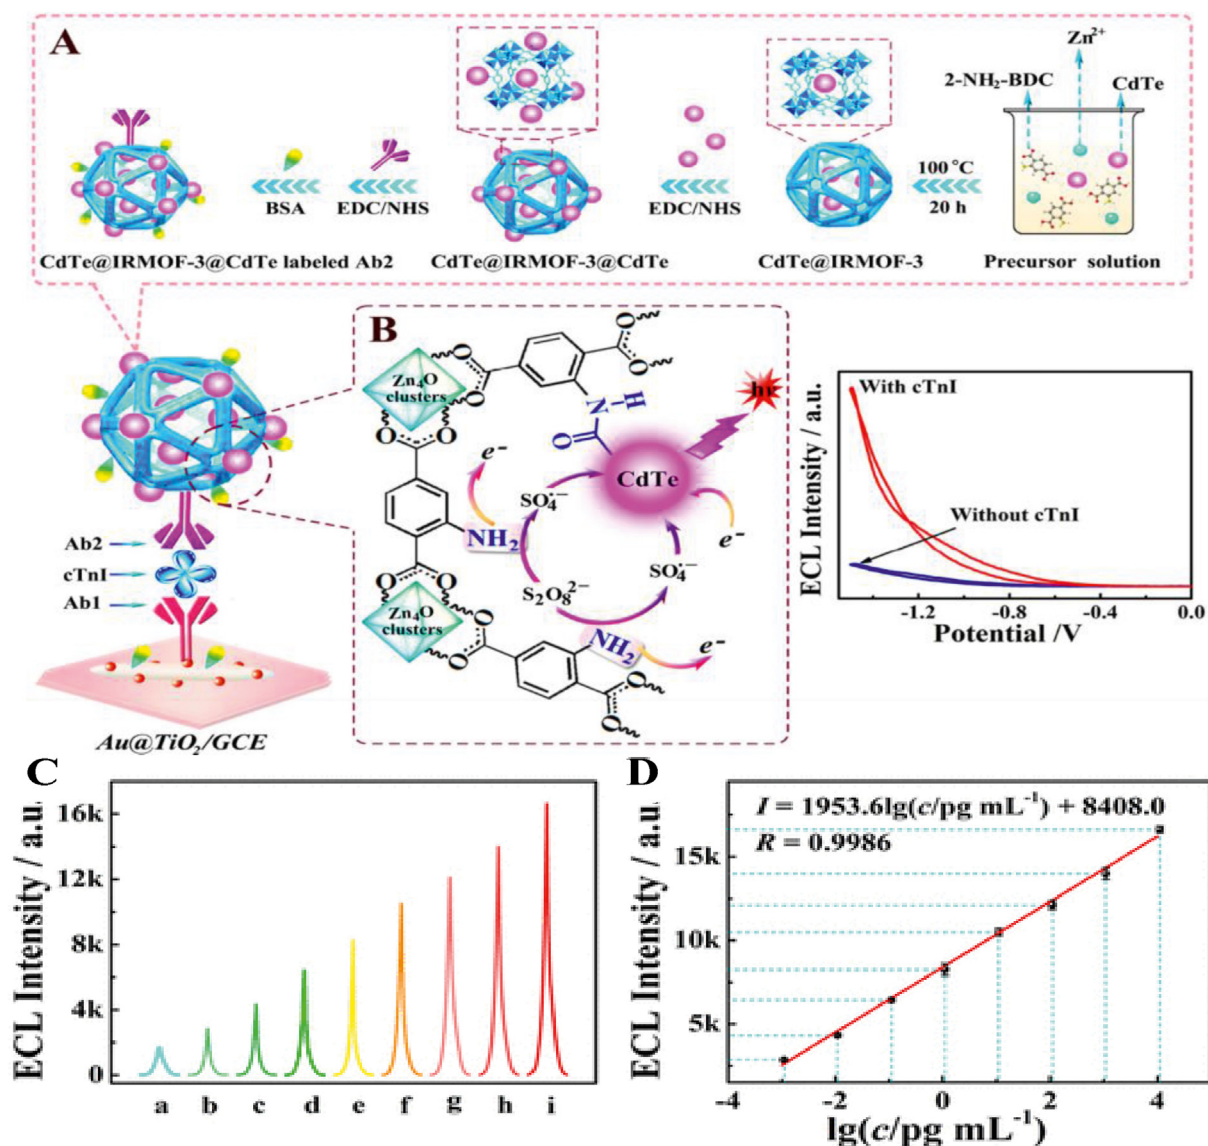 A
Zn2+
2-NH2-BDC
CdTe
BSA
EDC/NHS
EDC/NHS
100 °C
20 h
CdTe@IRMOF-3@CdTe labeled Ab2
CdTe@IRMOF-3@CdTe
CdTe@IRMOF-3
Precursor solution
Ab2
cTnI
Ab1
Au@TiO2/GCE
B
O
O
O
O
Zn4O
clusters
O
O
O
O
N
H
O
hν
CdTe
e-
SO4•−
NH2
e-
SO4•−
S2O8 2−
O
O
O
O
Zn4O
clusters
NH2
e-
O
O
With cTnI
Without cTnI
ECL Intensity / a.u.
-1.2
-0.8
-0.4
0.0
Potential /V
C
ECL Intensity / a.u.
16k
12k
8k
4k
0
a b c d e f g h i
D
ECL Intensity / a.u.
I = 1953.6lg(c/pg mL-1) + 8408.0
R = 0.9986
15k
10k
5k
-4 -2 0 2 4
lg(c/pg mL-1)